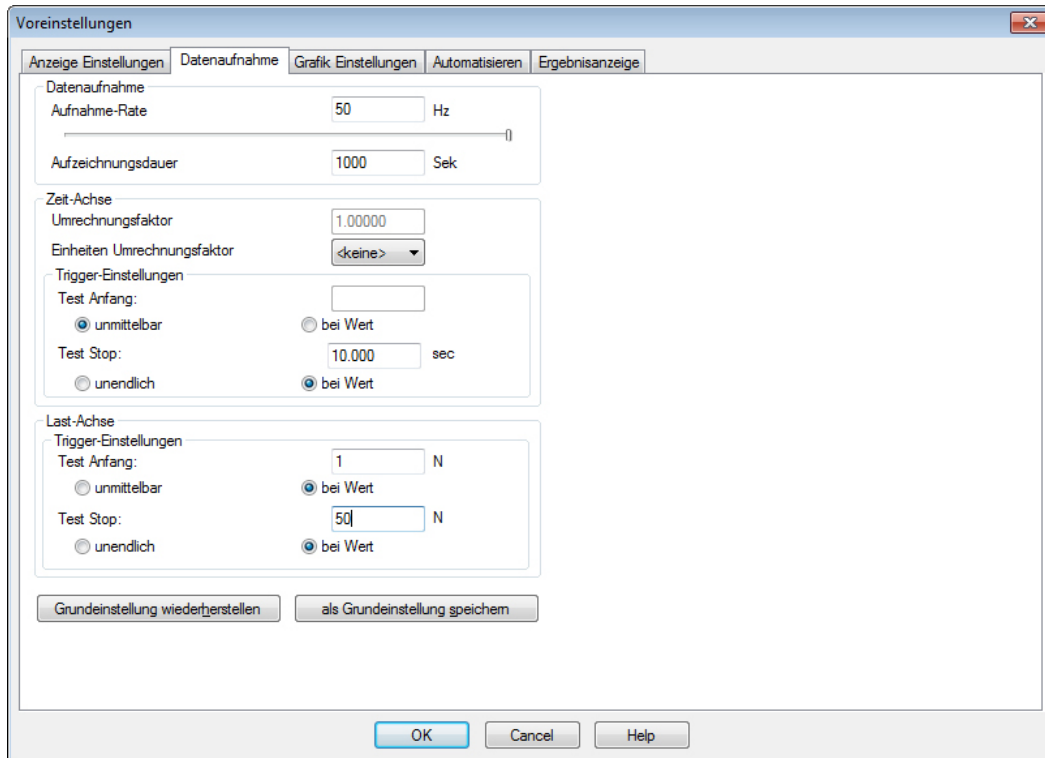 Voreinstellungen
Anzeige Einstellungen Datenaufnahme Grafik Einstellungen Automatisieren Ergebnisanzeige
Datenaufnahme
Aufnahme-Rate 50 Hz
Aufzeichnungsdauer 1000 Sek
Zeit-Achse
Umrechnungsfaktor 1.00000
Einheiten Umrechnungsfaktor <keine>
Trigger-Einstellungen
Test Anfang:
unmittelbar bei Wert
Test Stop: 10.000 sec
unendlich bei Wert
Last-Achse
Trigger-Einstellungen
Test Anfang: 1 N
unmittelbar bei Wert
Test Stop: 50 N
unendlich bei Wert
Grundeinstellung wiederherstellen als Grundeinstellung speichern
OK Cancel Help